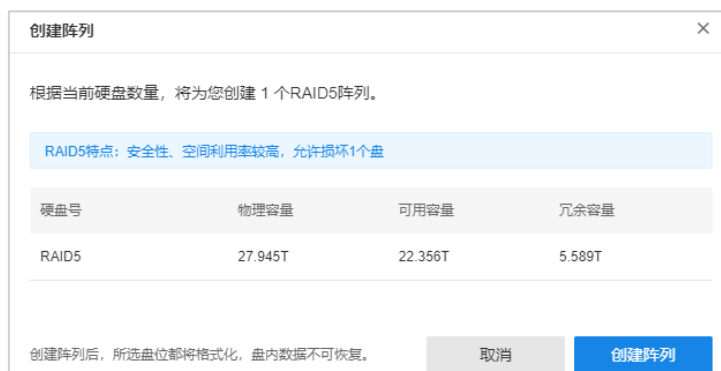 创建阵列
根据当前硬盘数量，将为您创建 1 个RAID5阵列。
RAID5特点：安全性、空间利用率较高，允许损坏1个盘
硬盘号 物理容量 可用容量 冗余容量
RAID5 27.945T 22.356T 5.589T
创建阵列后，所选盘位都将格式化，盘内数据不可恢复。 取消 创建阵列